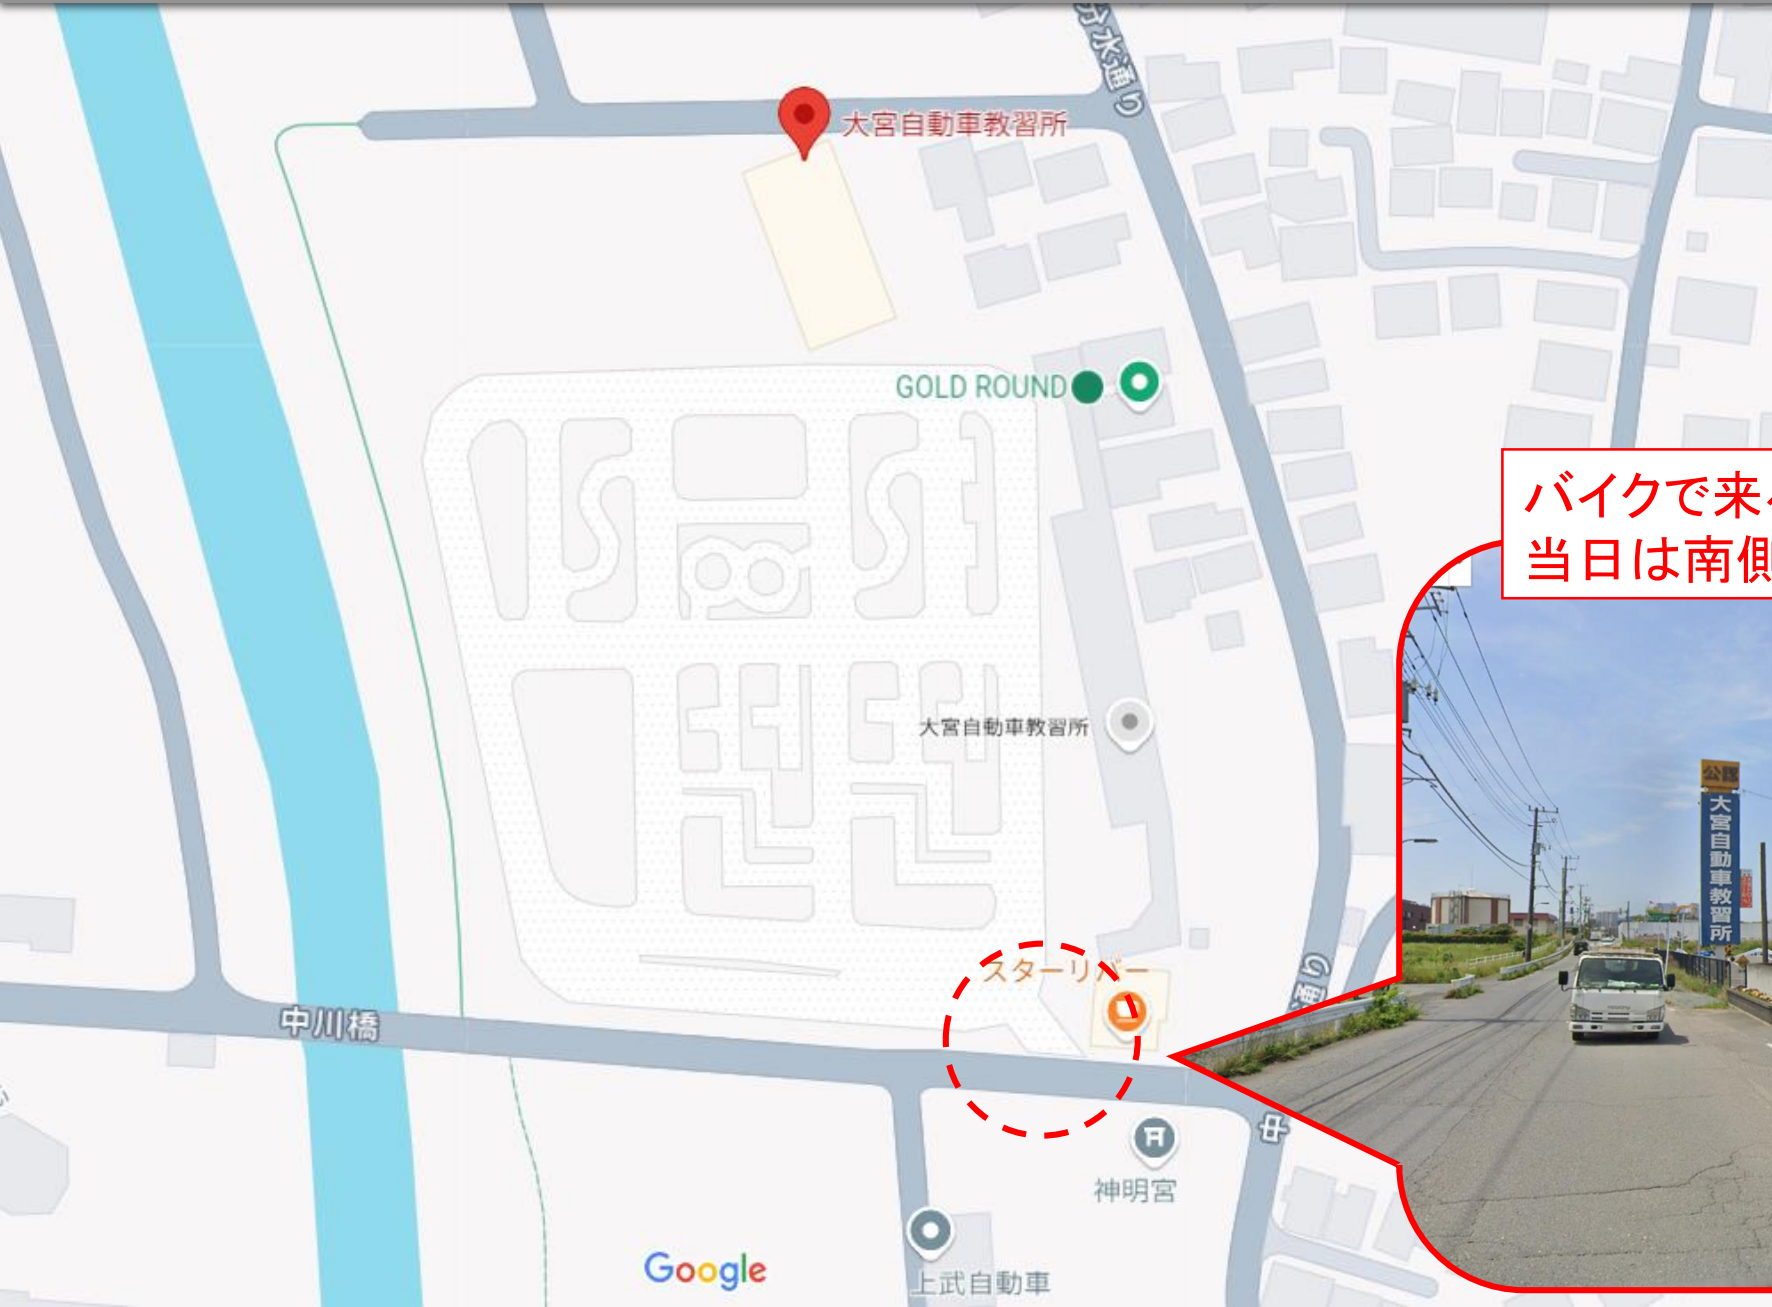 分水通り
大宮自動車教習所
GOLD ROUND
バイクで来
当日は南側
大宮自動車教習所
公認
大宮自動車教習所
スターリバー
通り
中川橋
中
神明宮
Google
上武自動車